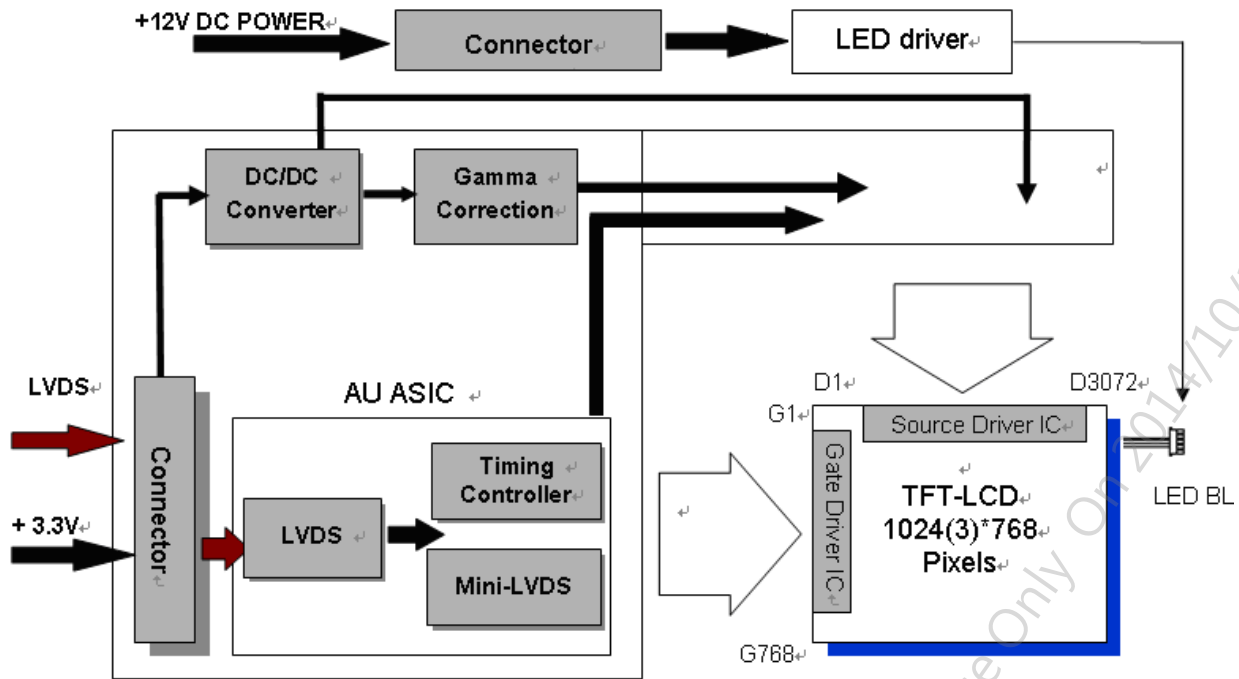 +12V DC POWER
Connector
LED driver
DC/DC
Converter
Gamma
Correction
LVDS
+ 3.3V
Connector
AU ASIC
LVDS
Timing
Controller
Mini-LVDS
D1
D3072
G1
G768
Source Driver IC
Gate Driver IC
TFT-LCD
1024(3)*768
Pixels
LED BL
Only On 2014/10/